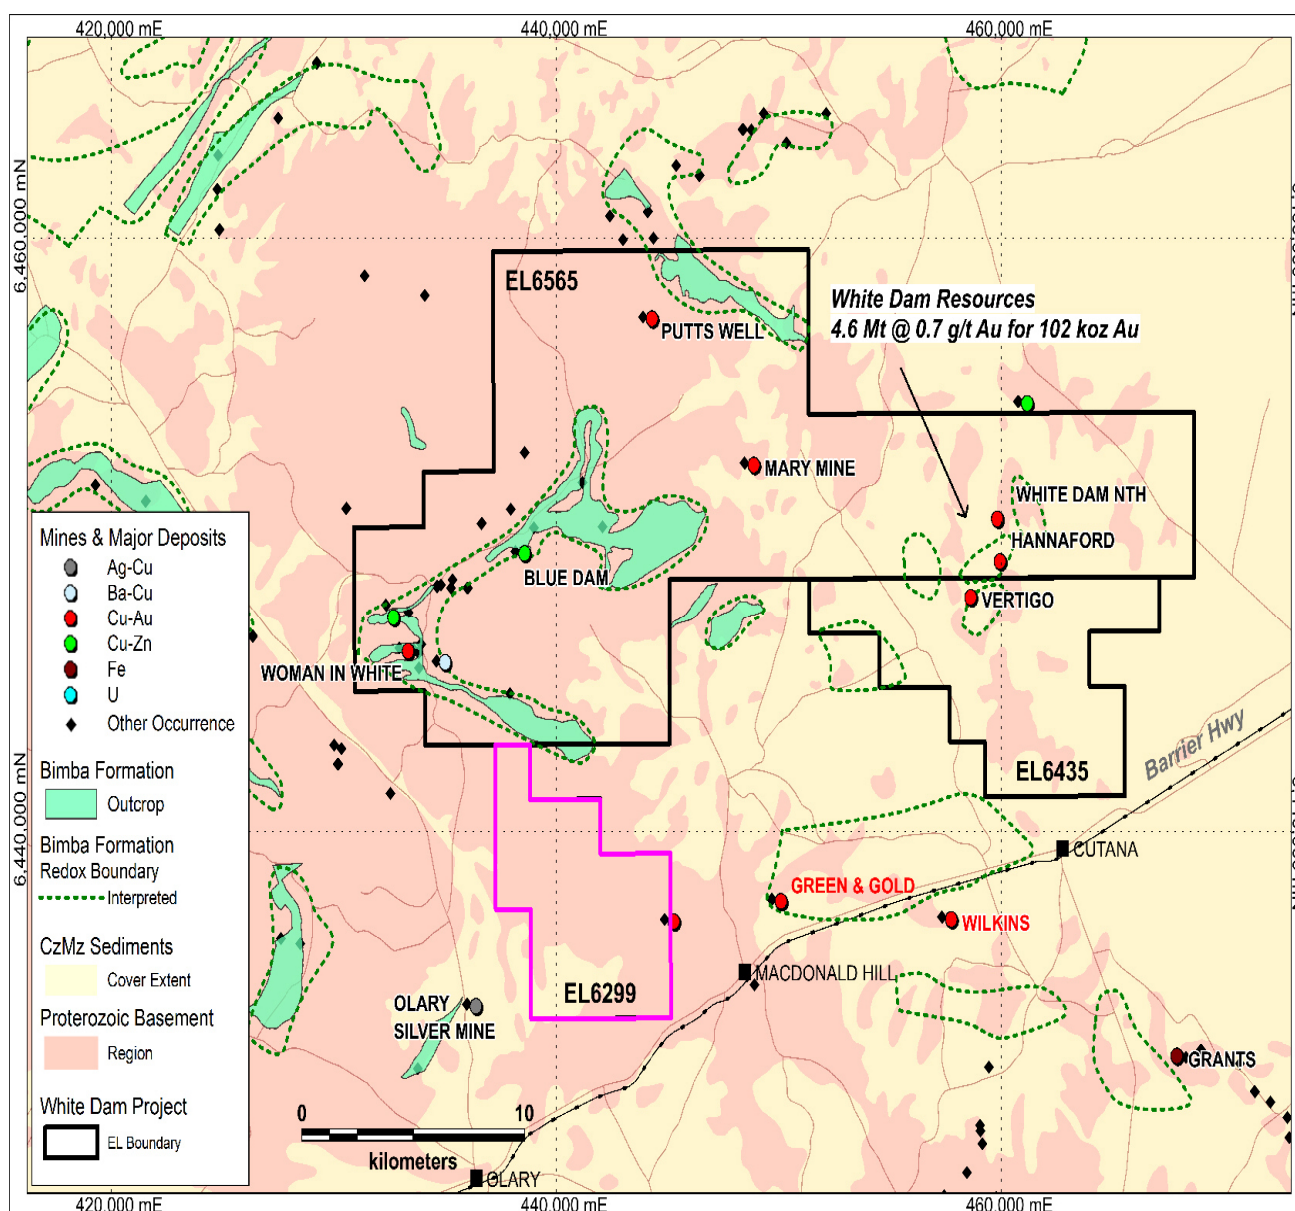 420,000 mE
440,000 mE
460,000 mE
6,460,000 mN
EL6565
White Dam Resources
4.6 Mt @ 0.7 g/t Au for 102 koz Au
PUTTS WELL
MARY MINE
WHITE DAM NTH
HANNAFORD
BLUE DAM
VERTIGO
WOMAN IN WHITE
Mines & Major Deposits
Ag-Cu
Ba-Cu
Cu-Au
Cu-Zn
Fe
U
Other Occurrence
Bimba Formation
Outcrop
Bimba Formation
Redox Boundary
Interpreted
CzMz Sediments
Cover Extent
Proterozoic Basement
Region
White Dam Project
EL Boundary
6,440,000 mN
Barrier Hwy
EL6435
CUTANA
GREEN & GOLD
WILKINS
MACDONALD HILL
EL6299
OLARY
SILVER MINE
GRANTS
0
10
kilometers
OLARY
420,000 mE
440,000 mE
460,000 mE